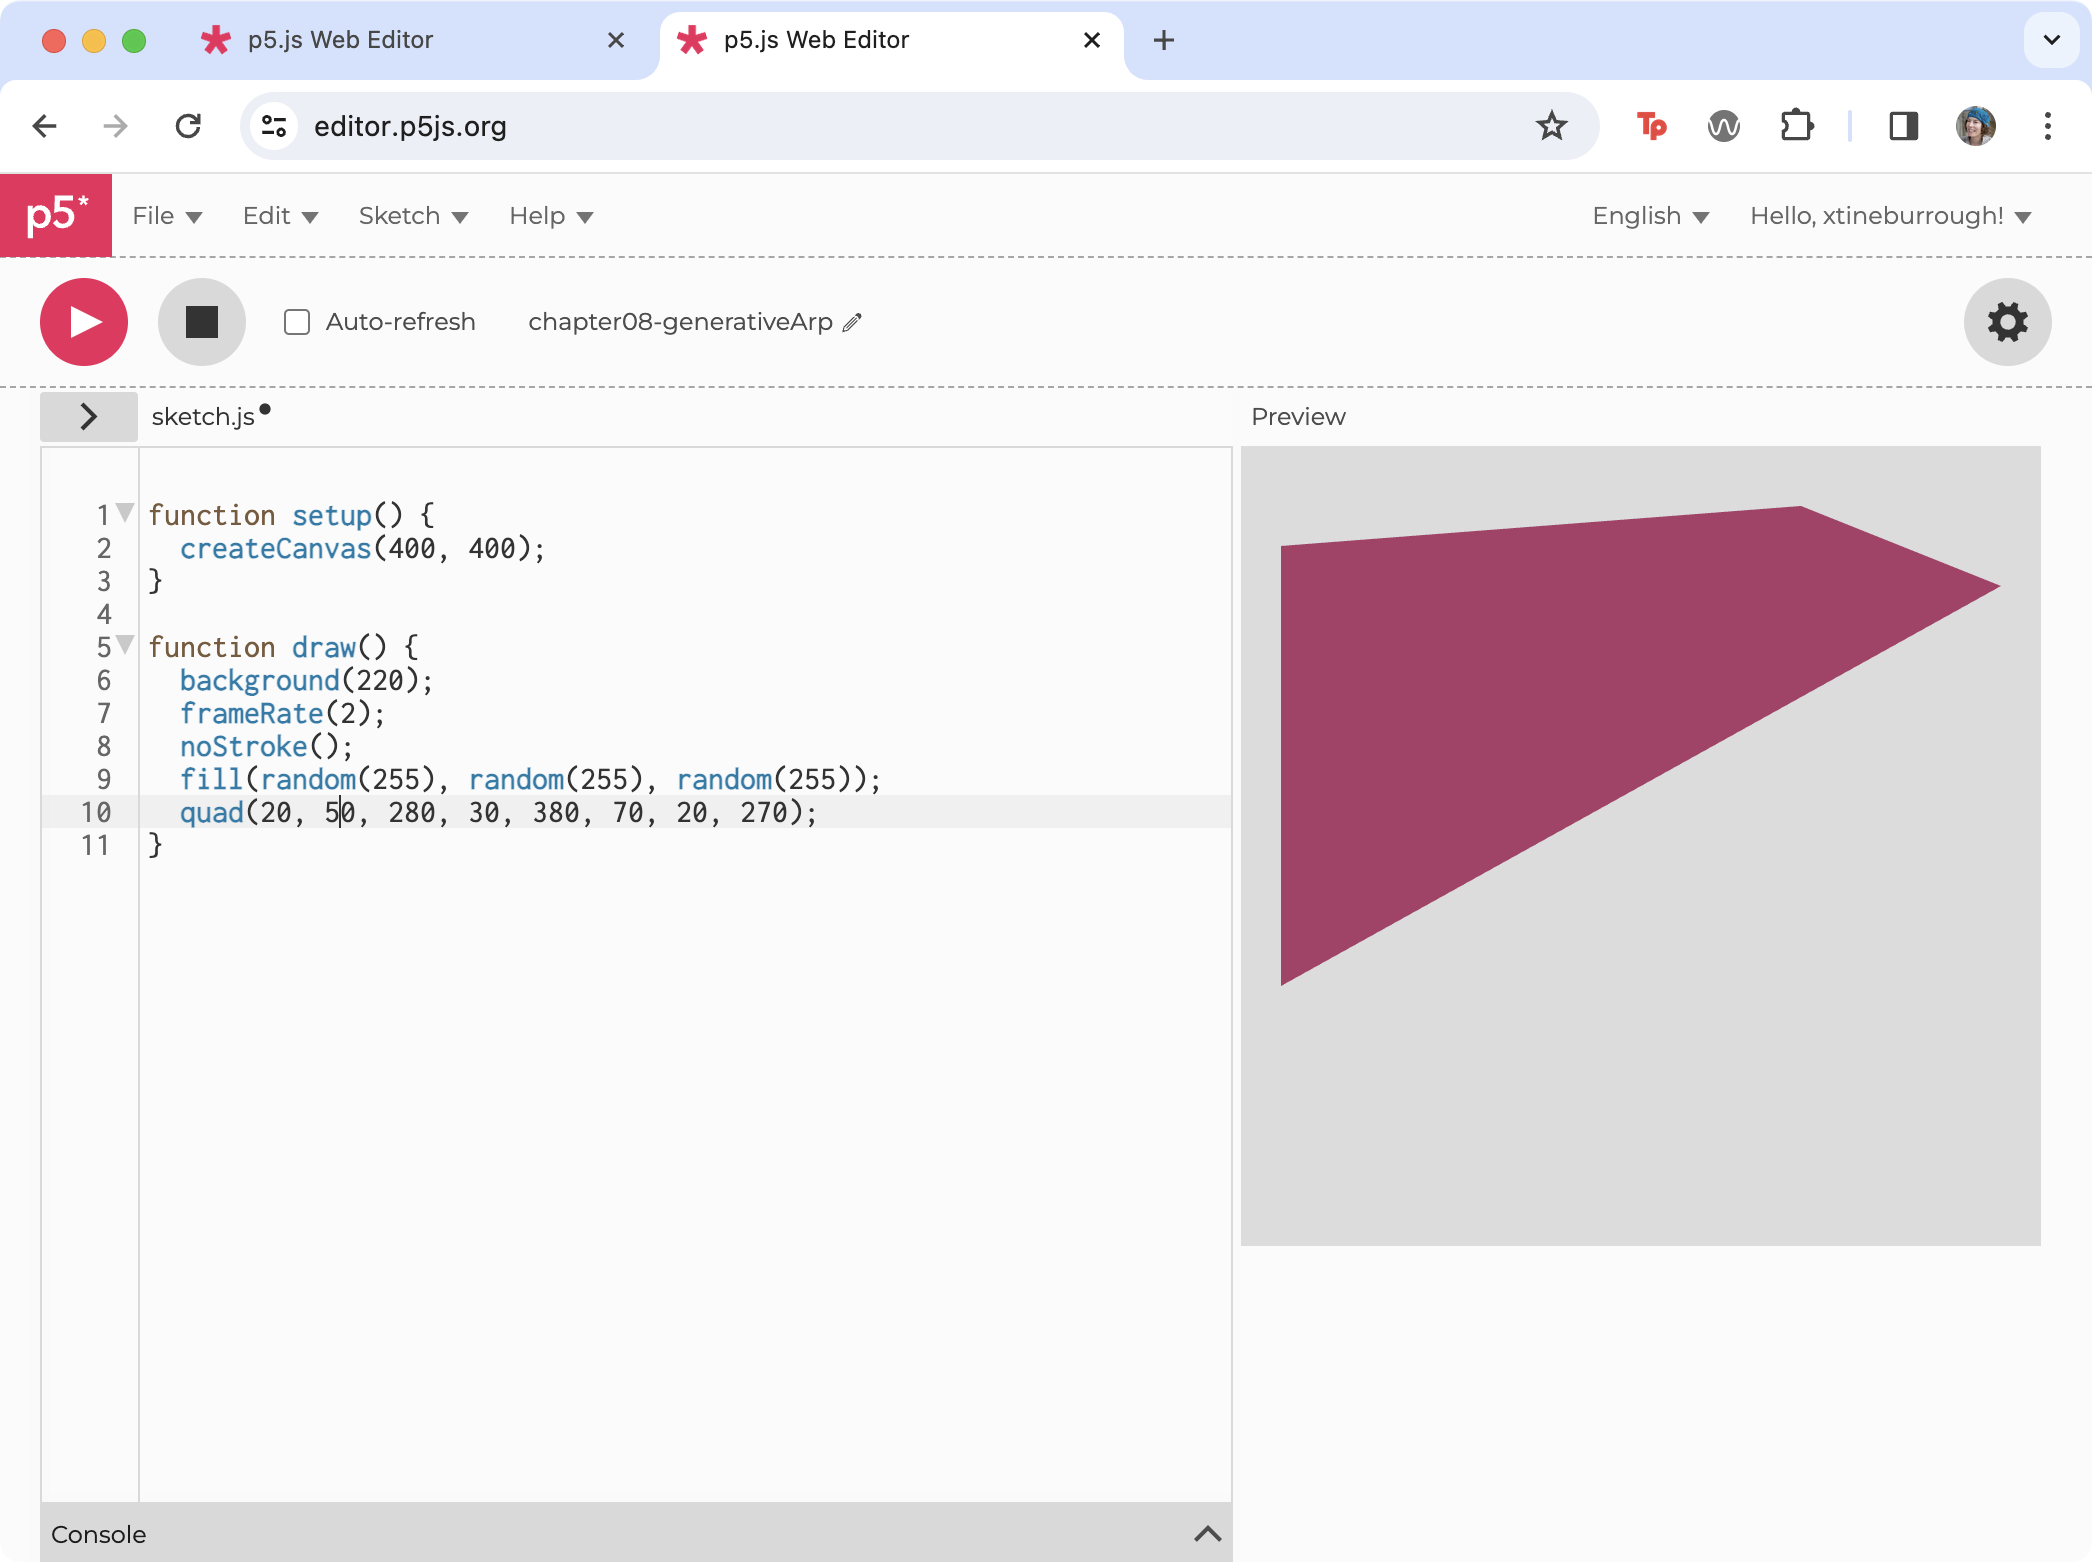 p5.js Web Editor
p5.js Web Editor
editor.p5js.org
Tp
p5*
File Edit Sketch Help
English Hello, xtineburrough!
Auto-refresh chapter08-generativeArp
sketch.js
Preview
1 function setup() {
2   createCanvas(400, 400);
3 }
4
5 function draw() {
6   background(220);
7   frameRate(2);
8   noStroke();
9   fill(random(255), random(255), random(255));
10   quad(20, 50, 280, 30, 380, 70, 20, 270);
11 }
Console